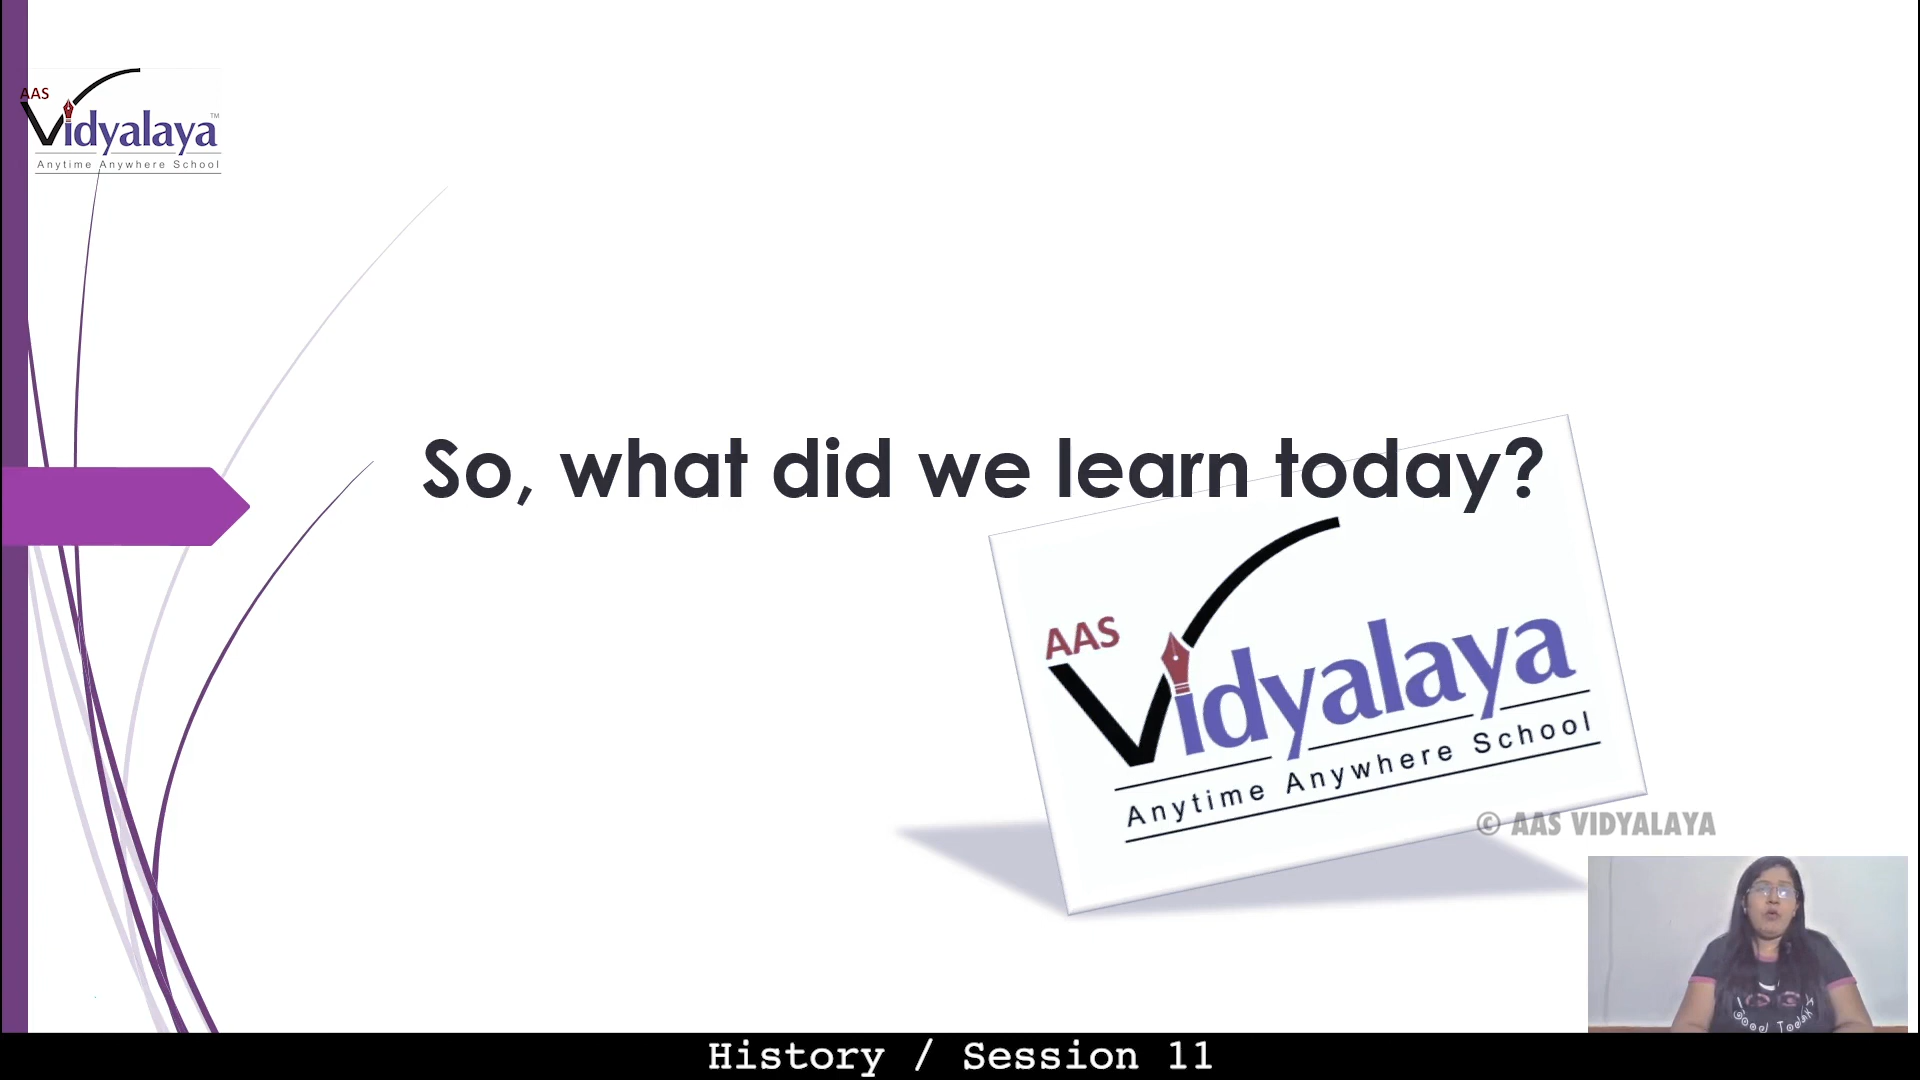 AAS
Vidyalaya™
Anytime Anywhere School
So, what did we learn today?
AAS
Vidyalaya
Anytime Anywhere School
© AAS VIDYALAYA
History / Session 11